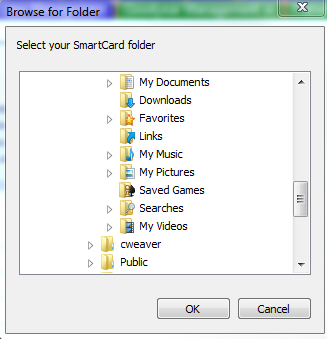 Browse for Folder
Select your SmartCard folder
My Documents
Downloads
Favorites
Links
My Music
My Pictures
Saved Games
Searches
My Videos
cweaver
Public
OK
Cancel